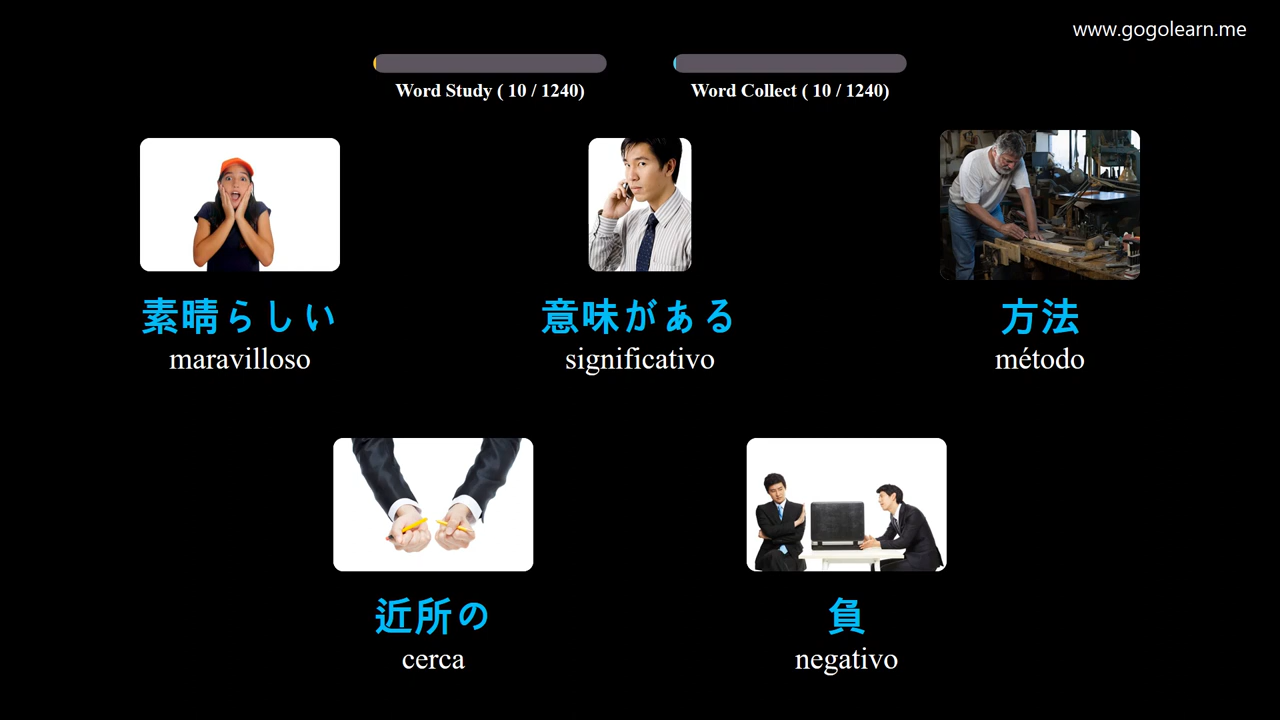 www.gogolearn.me
Word Study ( 10 / 1240)
Word Collect ( 10 / 1240)
素晴らしい
maravilloso
意味がある
significativo
方法
método
近所の
cerca
負
negativo